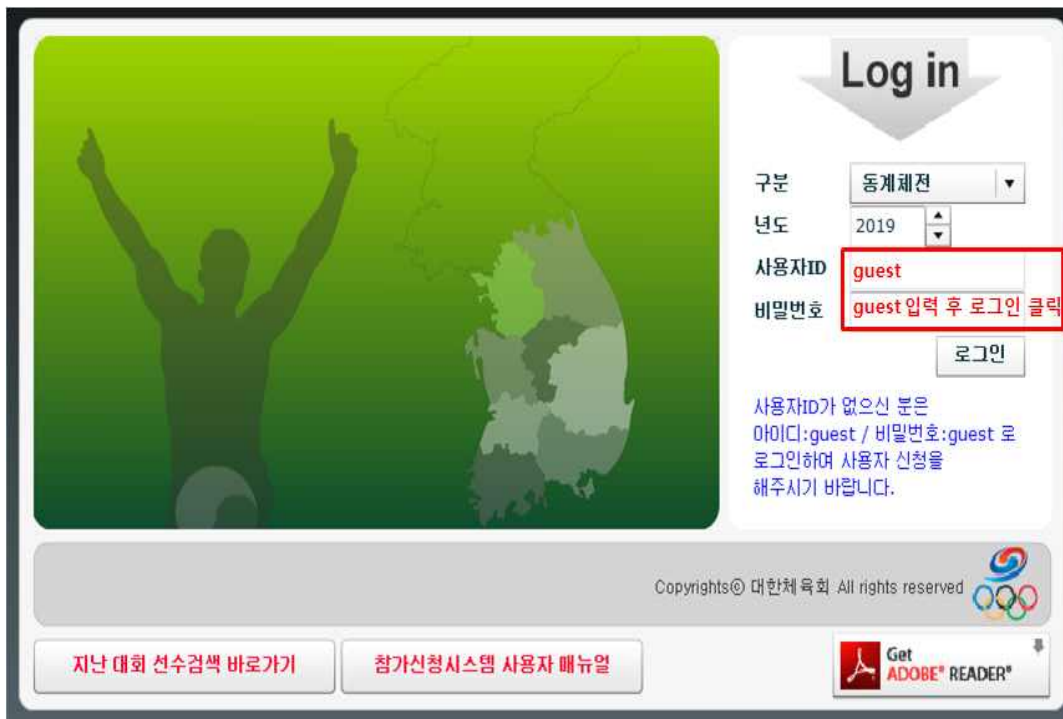 Log in
구분 동계체전
년도 2019
사용자ID guest
비밀번호 guest 입력 후 로그인 클릭
로그인
사용자ID가 없으신 분은
아이디:guest / 비밀번호:guest 로
로그인하여 사용자 신청을
해주시기 바랍니다.
Copyrights© 대한체육회 All rights reserved
지난 대회 선수검색 바로가기 참가신청시스템 사용자 매뉴얼
Get
ADOBE® READER®